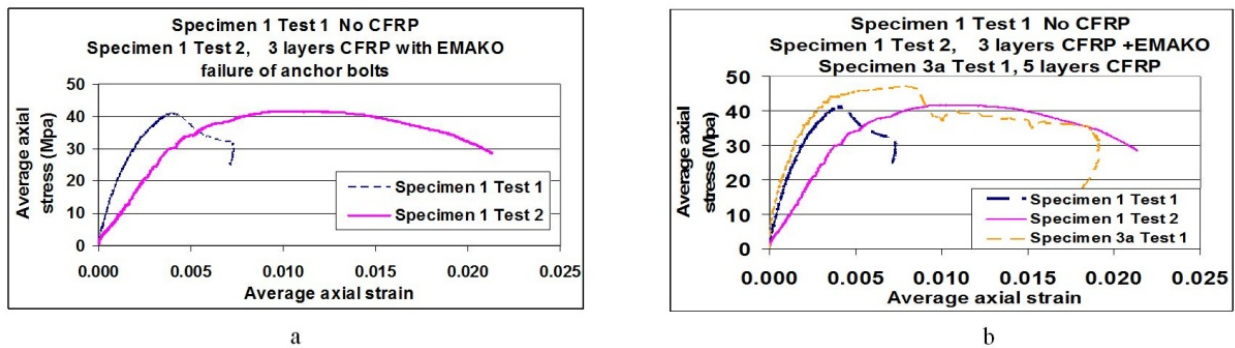 Specimen 1 Test 1 No CFRP
Specimen 1 Test 2, 3 layers CFRP with EMAKO
failure of anchor bolts
Average axial
stress (Mpa)
50
40
30
20
10
0
Specimen 1 Test 1
Specimen 1 Test 2
0.000 0.005 0.010 0.015 0.020 0.025
Average axial strain
a
Specimen 1 Test 1 No CFRP
Specimen 1 Test 2, 3 layers CFRP +EMAKO
Specimen 3a Test 1, 5 layers CFRP
Average axial
stress (Mpa)
50
40
30
20
10
0
Specimen 1 Test 1
Specimen 1 Test 2
Specimen 3a Test 1
0.000 0.005 0.010 0.015 0.020 0.025
Average axial strain
b